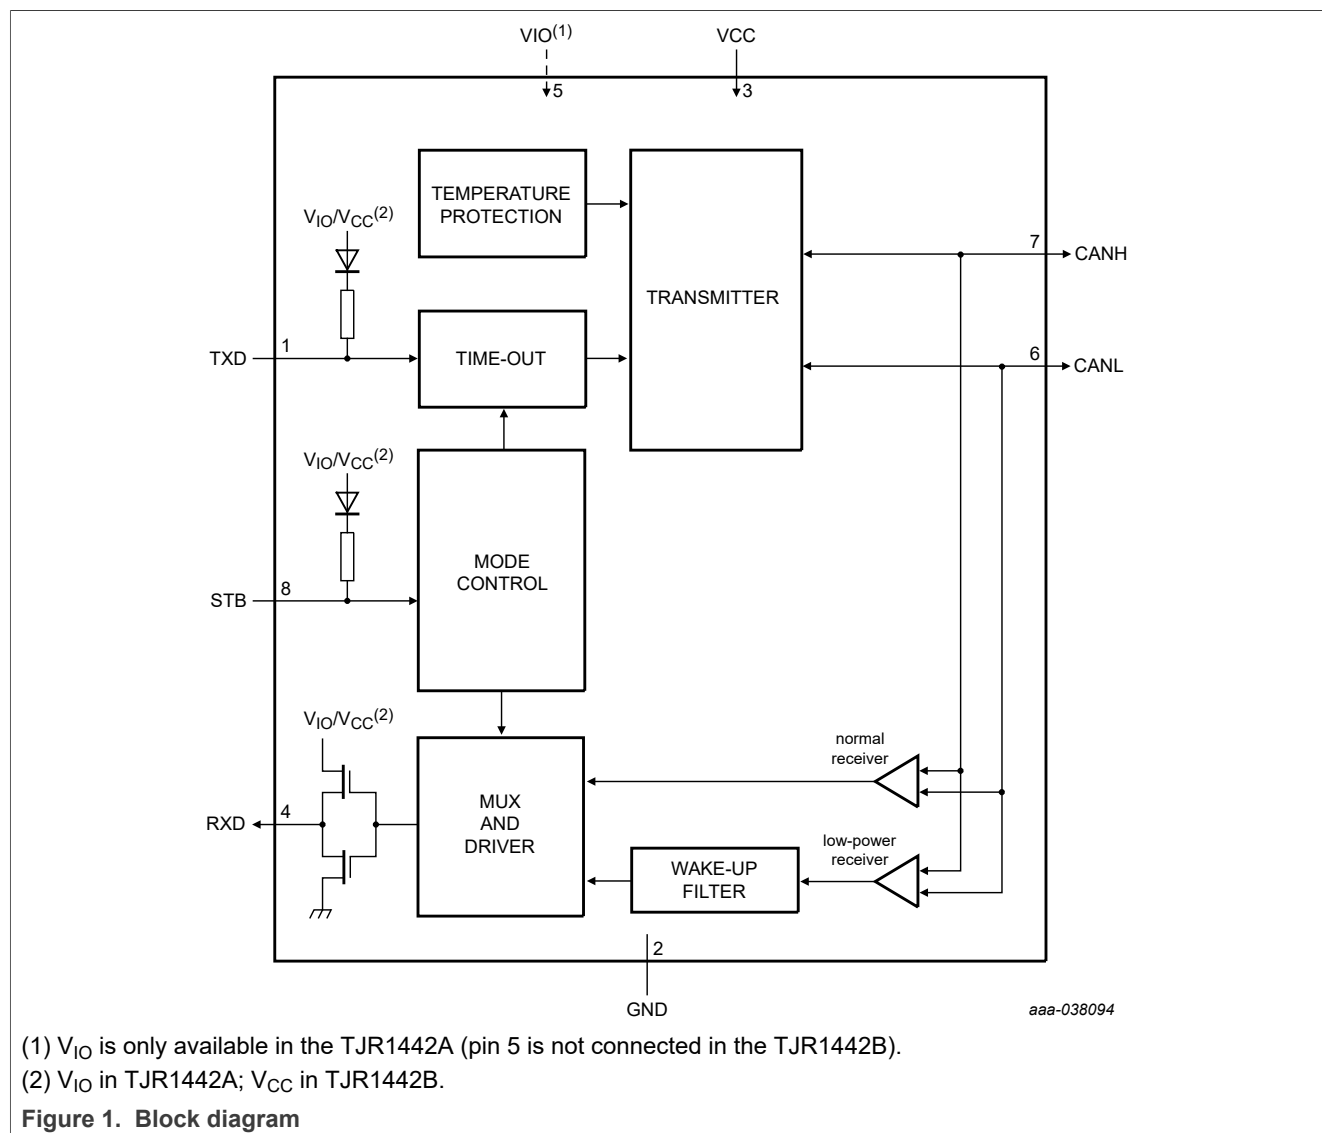 VIO(1)
VCC
5
3
TEMPERATURE
PROTECTION
VIO/VCC(2)
7
CANH
TRANSMITTER
TXD
1
TIME-OUT
6
CANL
VIO/VCC(2)
MODE
CONTROL
STB
8
VIO/VCC(2)
normal
receiver
RXD
4
MUX
AND
DRIVER
low-power
receiver
WAKE-UP
FILTER
2
GND
aaa-038094
(1) VIO is only available in the TJR1442A (pin 5 is not connected in the TJR1442B).
(2) VIO in TJR1442A; VCC in TJR1442B.
Figure 1. Block diagram